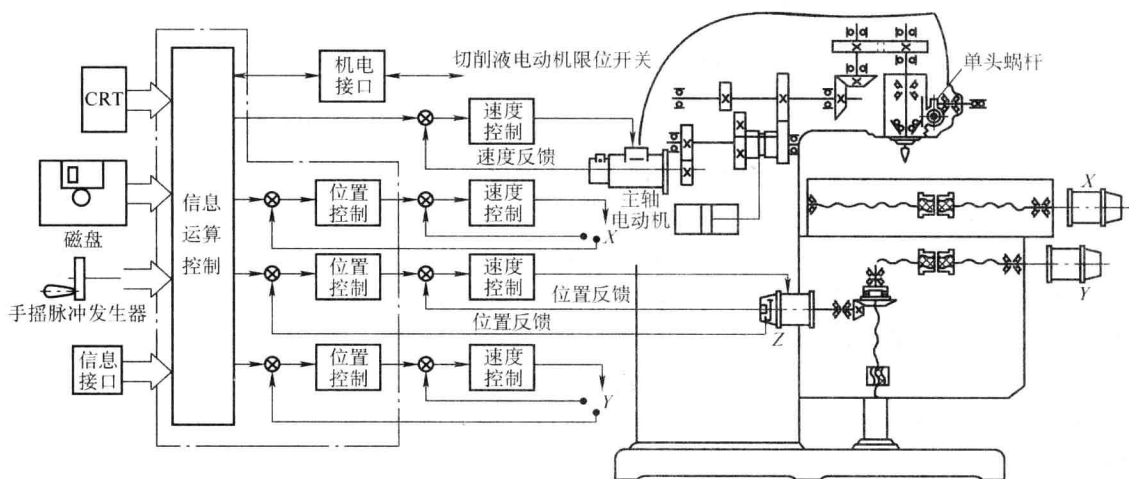 CRT
磁盘
手摇脉冲发生器
信息
接口
信息
运算
控制
机电
接口
切削液电动机限位开关
速度
控制
速度反馈
主轴
电动机
位置
控制
速度
控制
X
位置
控制
速度
控制
位置反馈
位置反馈
Z
位置
控制
速度
控制
Y
单头蜗杆
X
Y